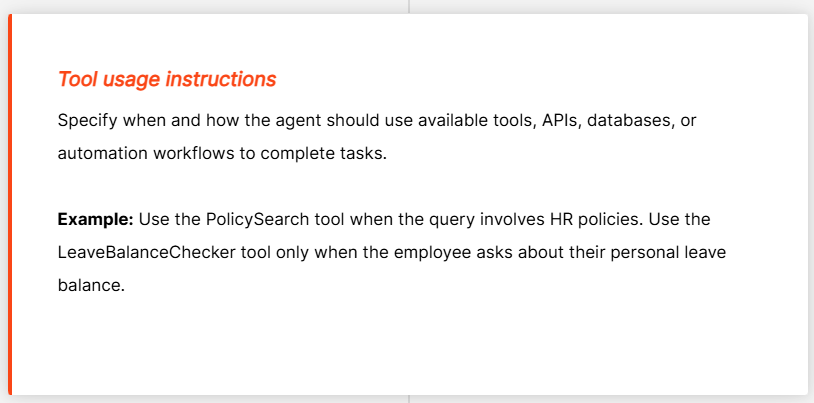 Tool usage instructions
Specify when and how the agent should use available tools, APIs, databases, or
automation workflows to complete tasks.
Example: Use the PolicySearch tool when the query involves HR policies. Use the
LeaveBalanceChecker tool only when the employee asks about their personal leave
balance.